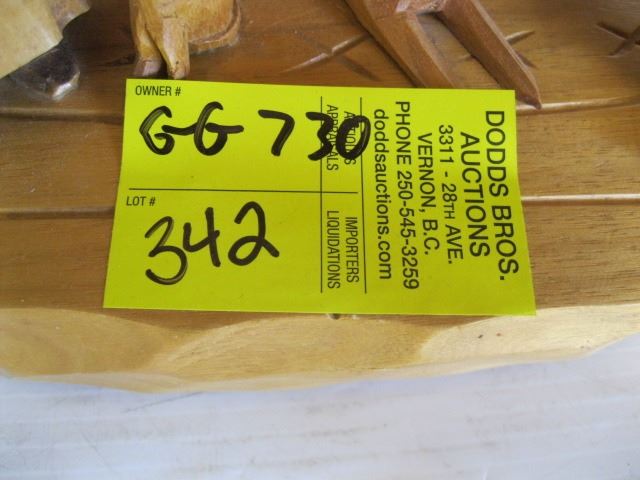 OWNER #
GG 730
LOT #
342
AUCTIONS
APPRAISALS
IMPORTERS
LIQUIDATIONS
DODDS BROS.
AUCTIONS
3311 - 28TH AVE.
VERNON, B.C.
PHONE 250-545-3259
doddsauctions.com